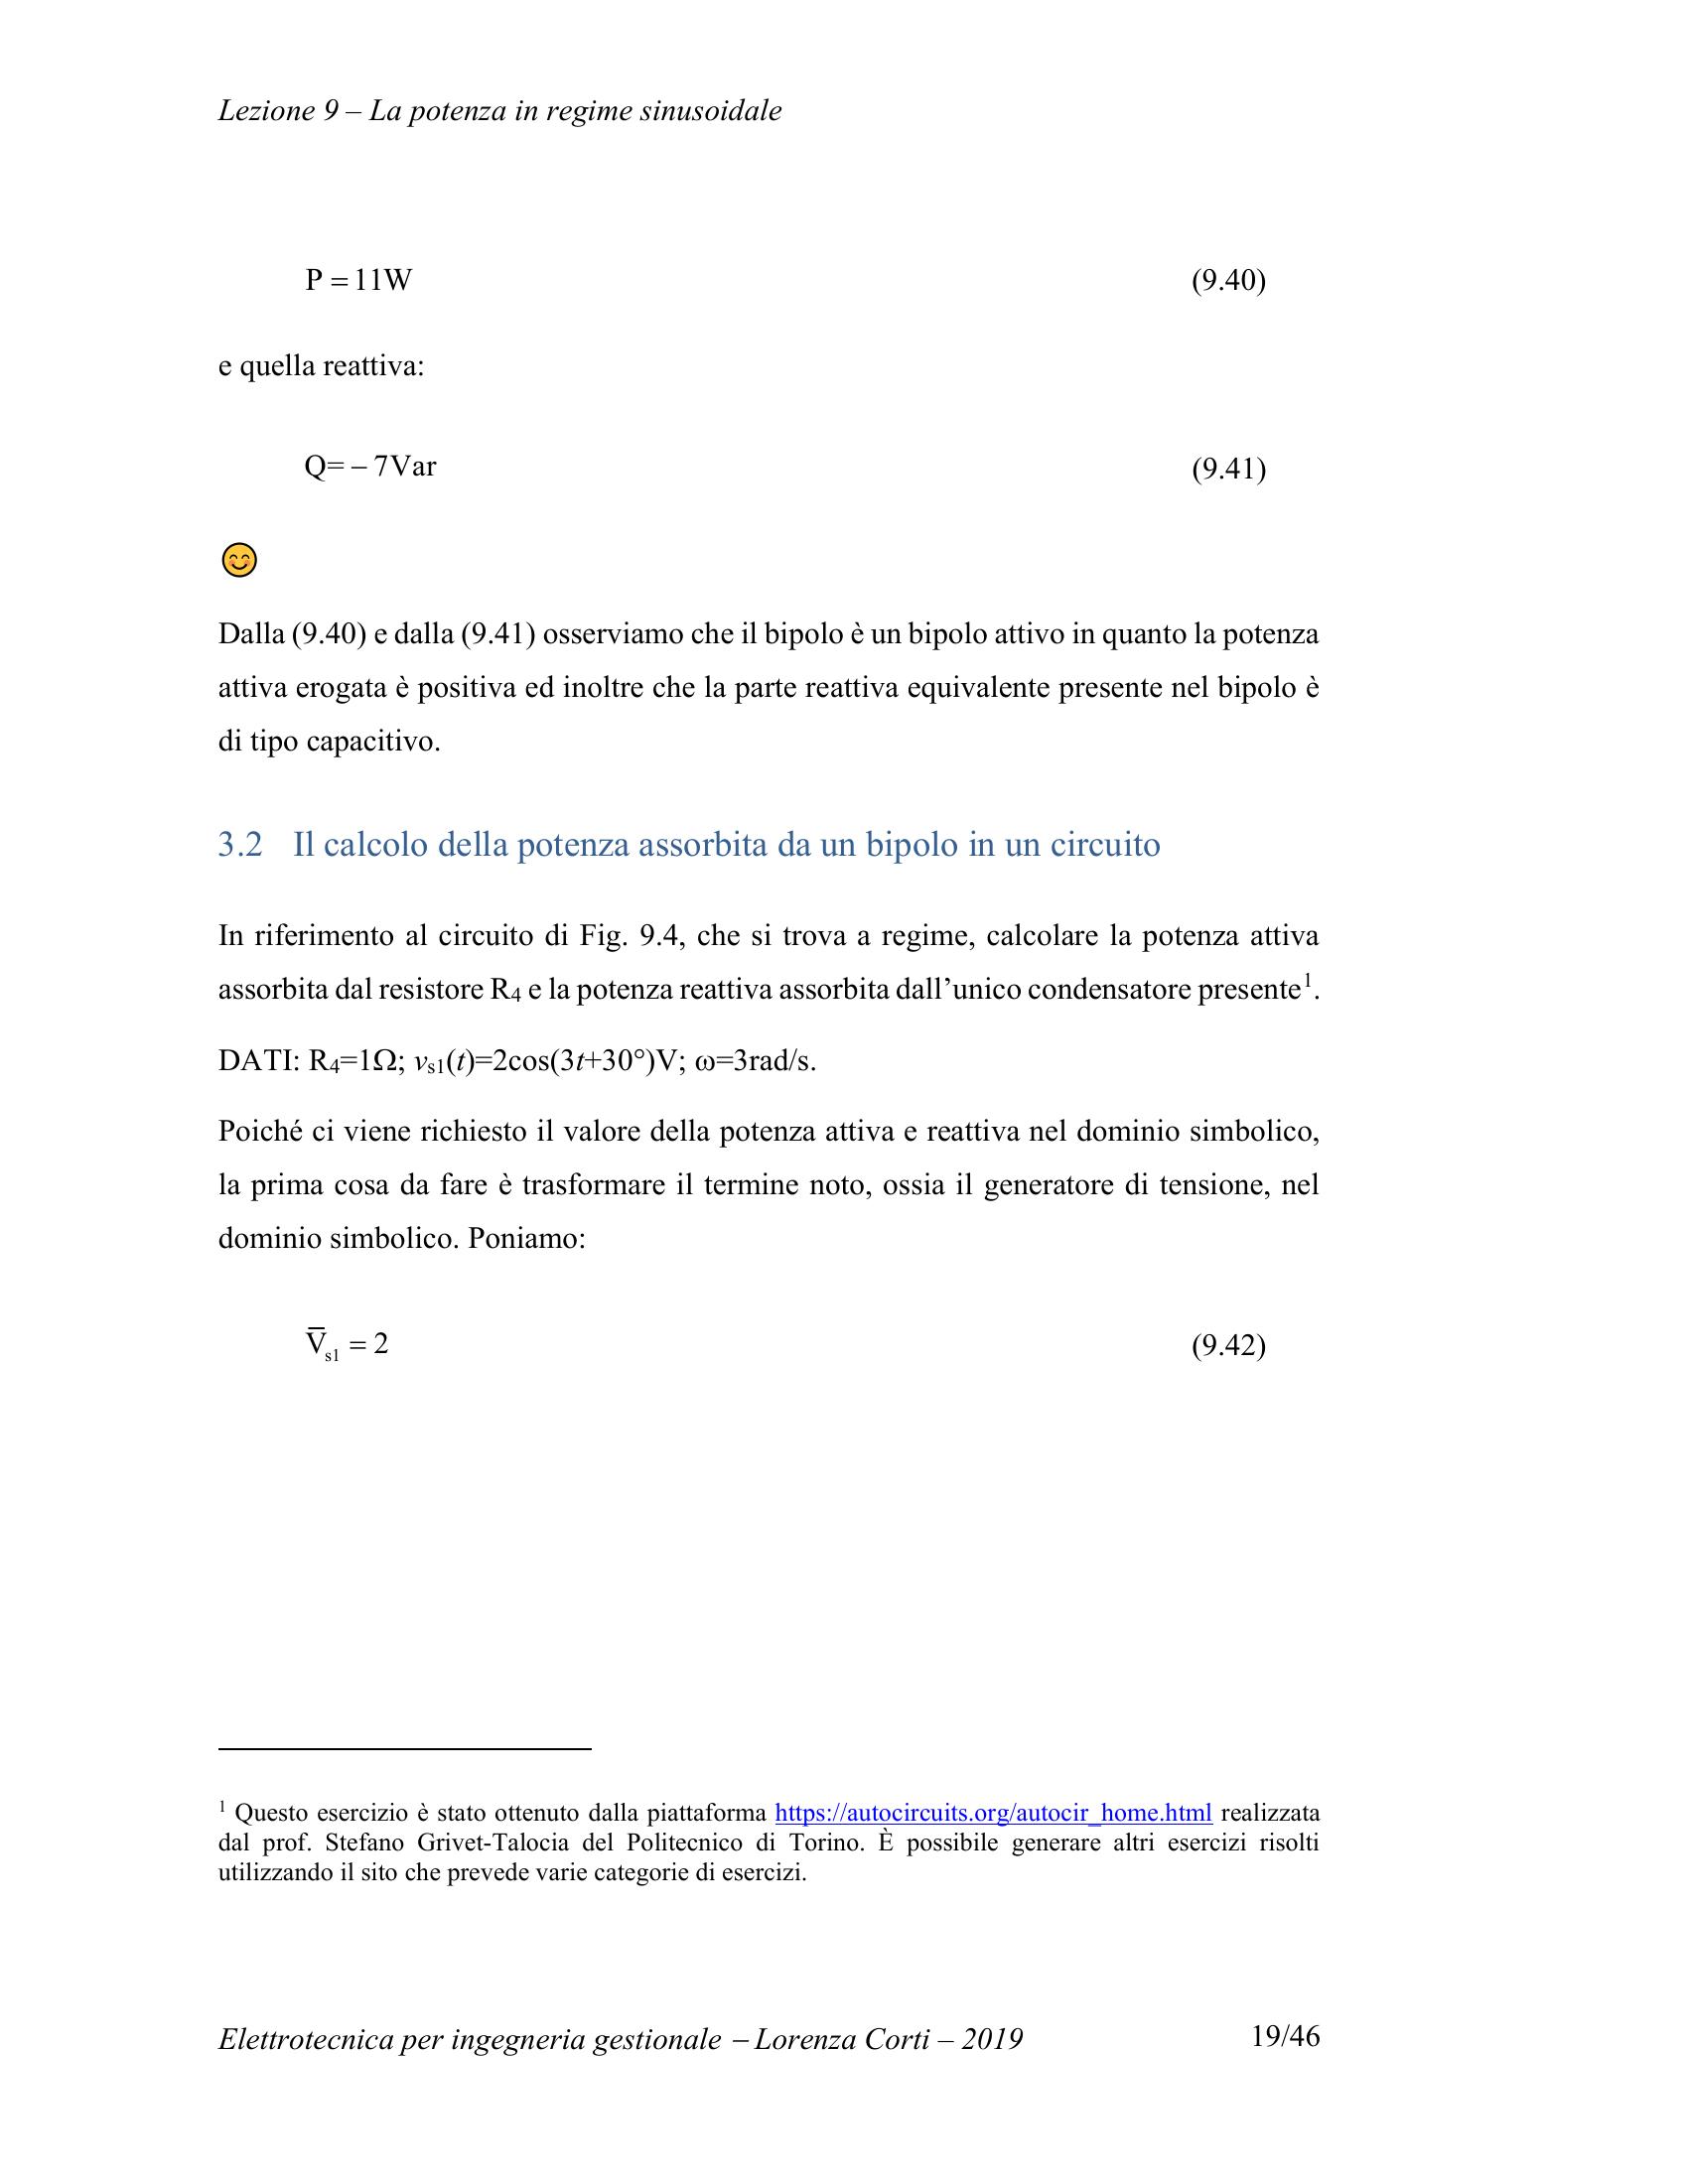 Lezione 9 – La potenza in regime sinusoidale
P = 11W (9.40)
e quella reattiva:
Q= – 7Var (9.41)
😊
Dalla (9.40) e dalla (9.41) osserviamo che il bipolo è un bipolo attivo in quanto la potenza
attiva erogata è positiva ed inoltre che la parte reattiva equivalente presente nel bipolo è
di tipo capacitivo.
3.2 Il calcolo della potenza assorbita da un bipolo in un circuito
In riferimento al circuito di Fig. 9.4, che si trova a regime, calcolare la potenza attiva
assorbita dal resistore R₄ e la potenza reattiva assorbita dall’unico condensatore presente¹.
DATI: R₄=1Ω; vₛ₁(t)=2cos(3t+30°)V; ω=3rad/s.
Poiché ci viene richiesto il valore della potenza attiva e reattiva nel dominio simbolico,
la prima cosa da fare è trasformare il termine noto, ossia il generatore di tensione, nel
dominio simbolico. Poniamo:
V̅ₛ₁ = 2 (9.42)
¹ Questo esercizio è stato ottenuto dalla piattaforma https://autocircuits.org/autocir_home.html realizzata
dal prof. Stefano Grivet-Talocia del Politecnico di Torino. È possibile generare altri esercizi risolti
utilizzando il sito che prevede varie categorie di esercizi.
Elettrotecnica per ingegneria gestionale – Lorenza Corti – 2019 19/46